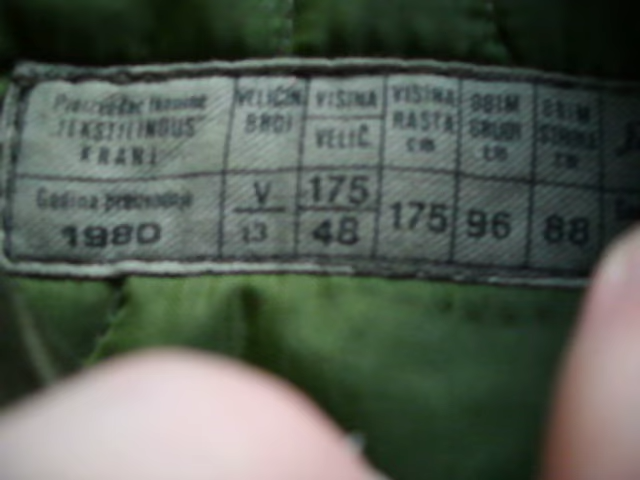 TEKSTILINDUS
KRANJ
Godina proizvodnje
1980
VELIČIN
BROJ
V
13
VISINA
VELIČ.
175
48
VISINA
RASTA
cm
175
OBIM
GRUDI
cm
96
OBIM
STRUKA
cm
88